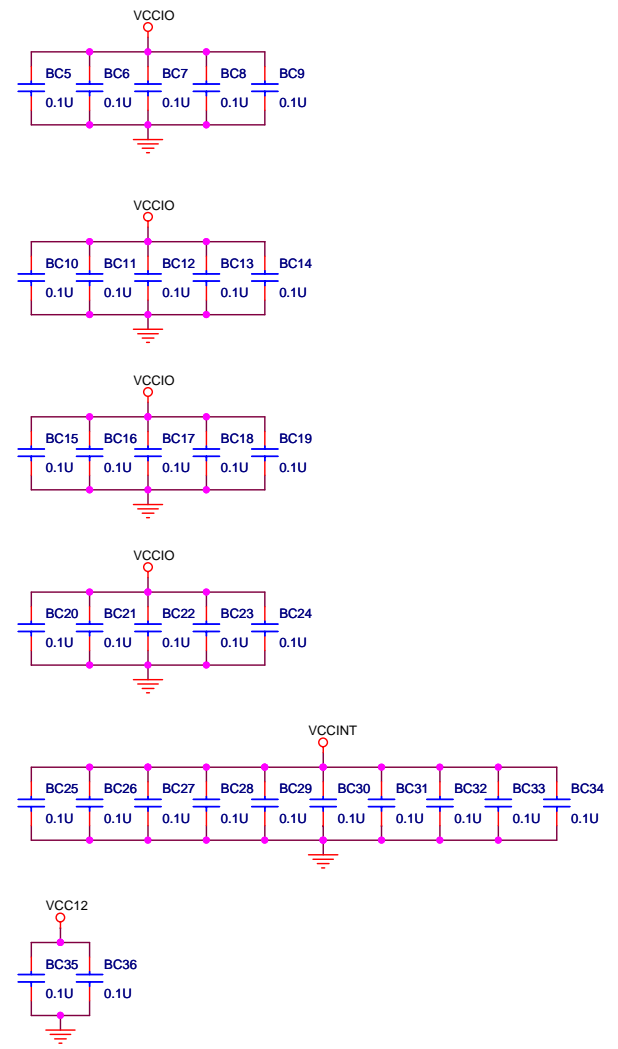 VCCIO
BC5 BC6 BC7 BC8 BC9
0.1U 0.1U 0.1U 0.1U 0.1U
VCCIO
BC10 BC11 BC12 BC13 BC14
0.1U 0.1U 0.1U 0.1U 0.1U
VCCIO
BC15 BC16 BC17 BC18 BC19
0.1U 0.1U 0.1U 0.1U 0.1U
VCCIO
BC20 BC21 BC22 BC23 BC24
0.1U 0.1U 0.1U 0.1U 0.1U
VCCINT
BC25 BC26 BC27 BC28 BC29 BC30 BC31 BC32 BC33 BC34
0.1U 0.1U 0.1U 0.1U 0.1U 0.1U 0.1U 0.1U 0.1U 0.1U
VCC12
BC35 BC36
0.1U 0.1U